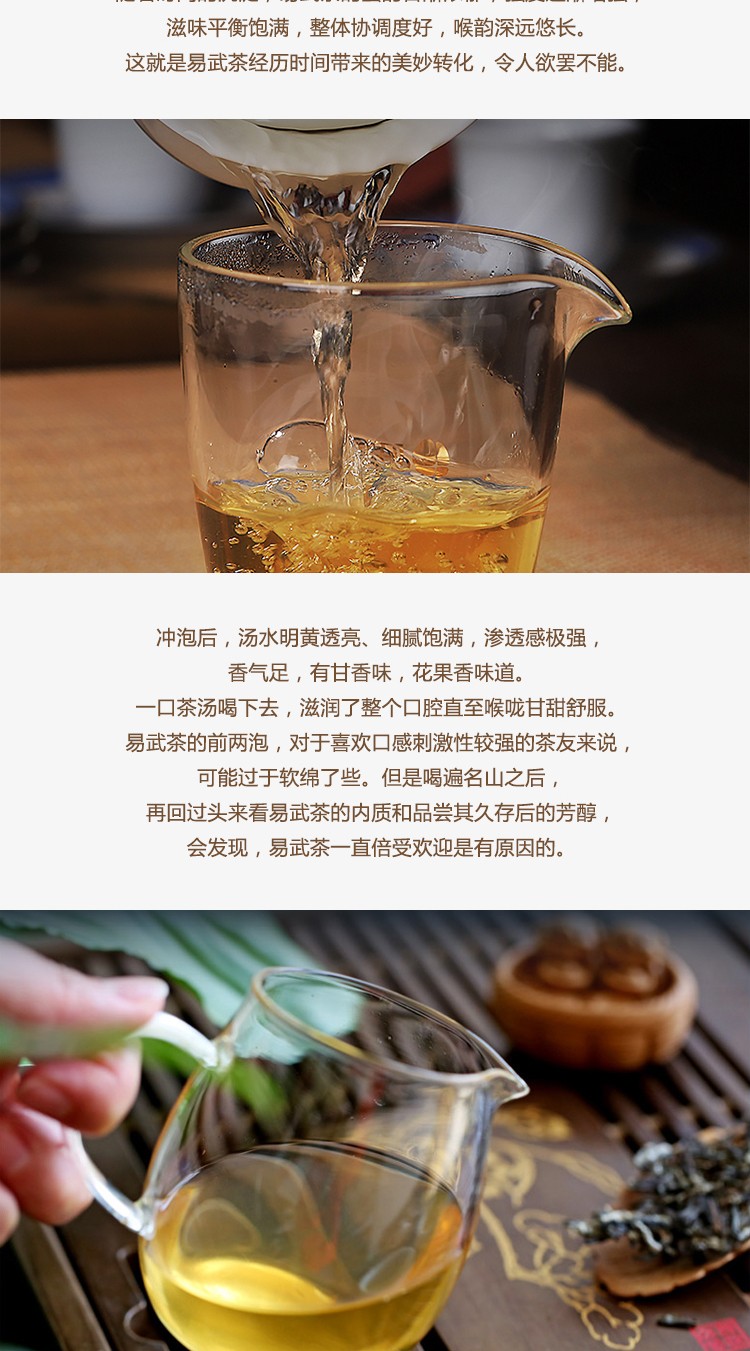 滋味平衡饱满，整体协调度好，喉韵深远悠长。
这就是易武茶经历时间带来的美妙转化，令人欲罢不能。
冲泡后，汤水明黄透亮、细腻饱满，渗透感极强，
香气足，有甘香味，花果香味道。
一口茶汤喝下去，滋润了整个口腔直至喉咙甘甜舒服。
易武茶的前两泡，对于喜欢口感刺激性较强的茶友来说，
可能过于软绵了些。但是喝遍名山之后，
再回过头来看易武茶的内质和品尝其久存后的芳醇，
会发现，易武茶一直倍受欢迎是有原因的。